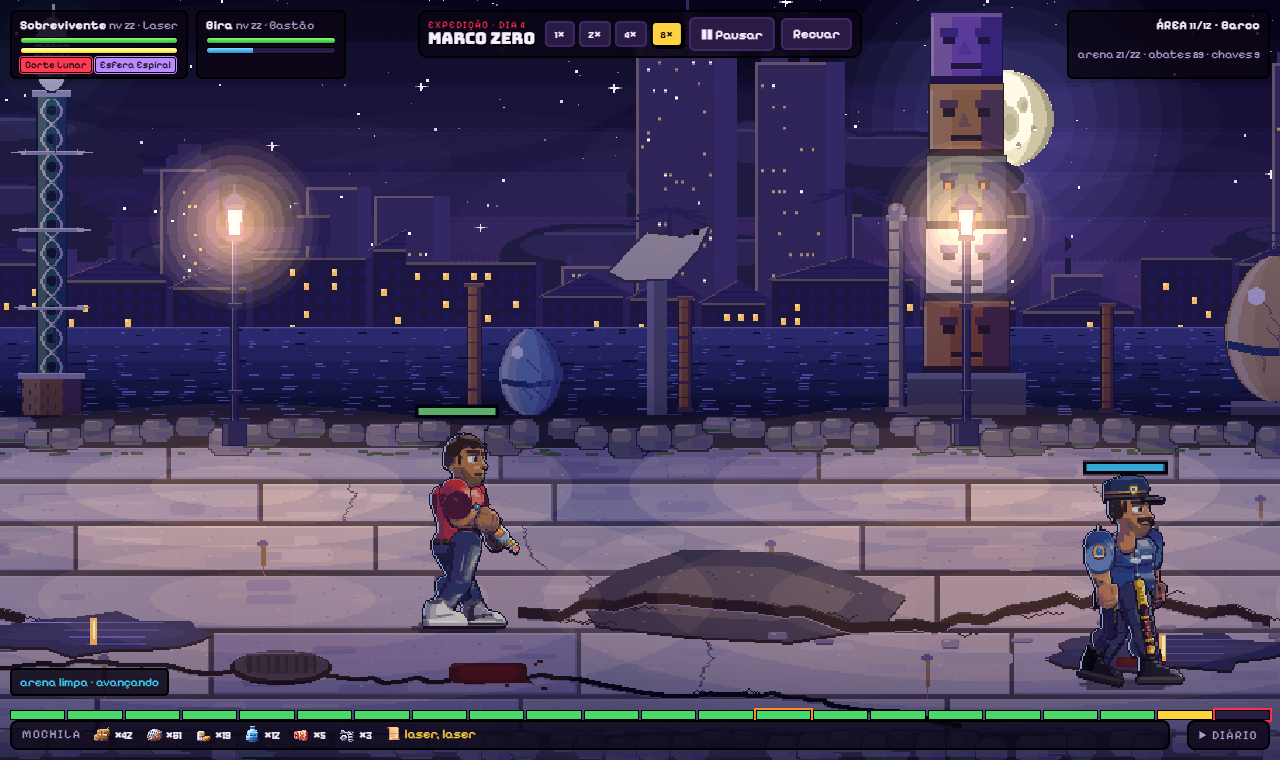 Sobrevivente nv 22 · Laser
Corte Lunar
Esfera Espiral
Bira nv 22 · Bastão
EXPEDIÇÃO · DIA 4
MARCO ZERO
1×
2×
4×
8×
Pausar
Recuar
ÁREA 11/12 · Baroo
arena 21/22 · abates 89 · chaves 9
arena limpa · avançando
MOCHILA
×42
×81
×19
×12
×5
×3
laser, laser
DIÁRIO